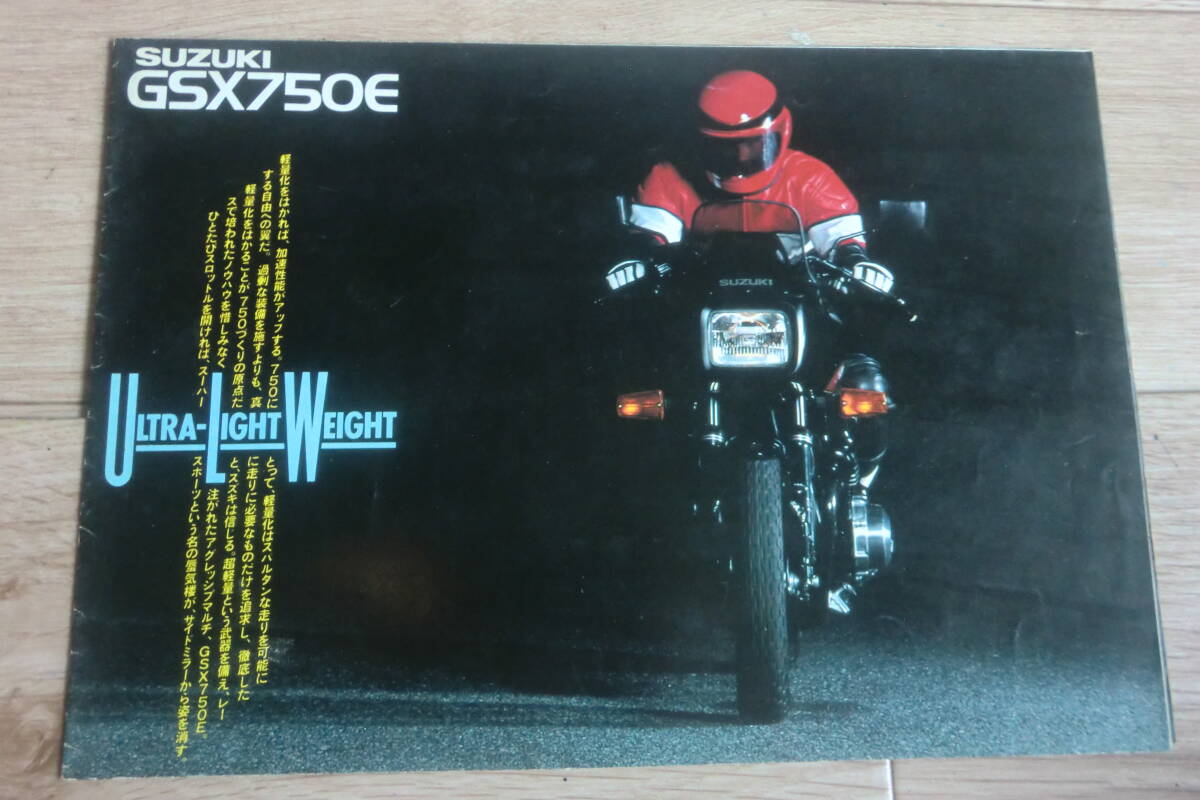 SUZUKI
GSX750E
軽量化をはかれば、加速性能がアップする。750にとって、軽量化はスパルタンな走りを可能に
する自由への翼だ。過剰な装備を施すよりも、真に走りに必要なものだけを追求し、徹底した
軽量化をはかることが750づくりの原点だと、スズキは信じる。超軽量という武器を備え、レー
スで培われたノウハウを惜しみなく注がれたアグレッシブマルチ、GSX750E。
ひとたびスロットルを開ければ、スーパースポーツという名の蜃気楼が、サイドミラーから姿を消す。
ULTRA-LIGHT WEIGHT
SUZUKI